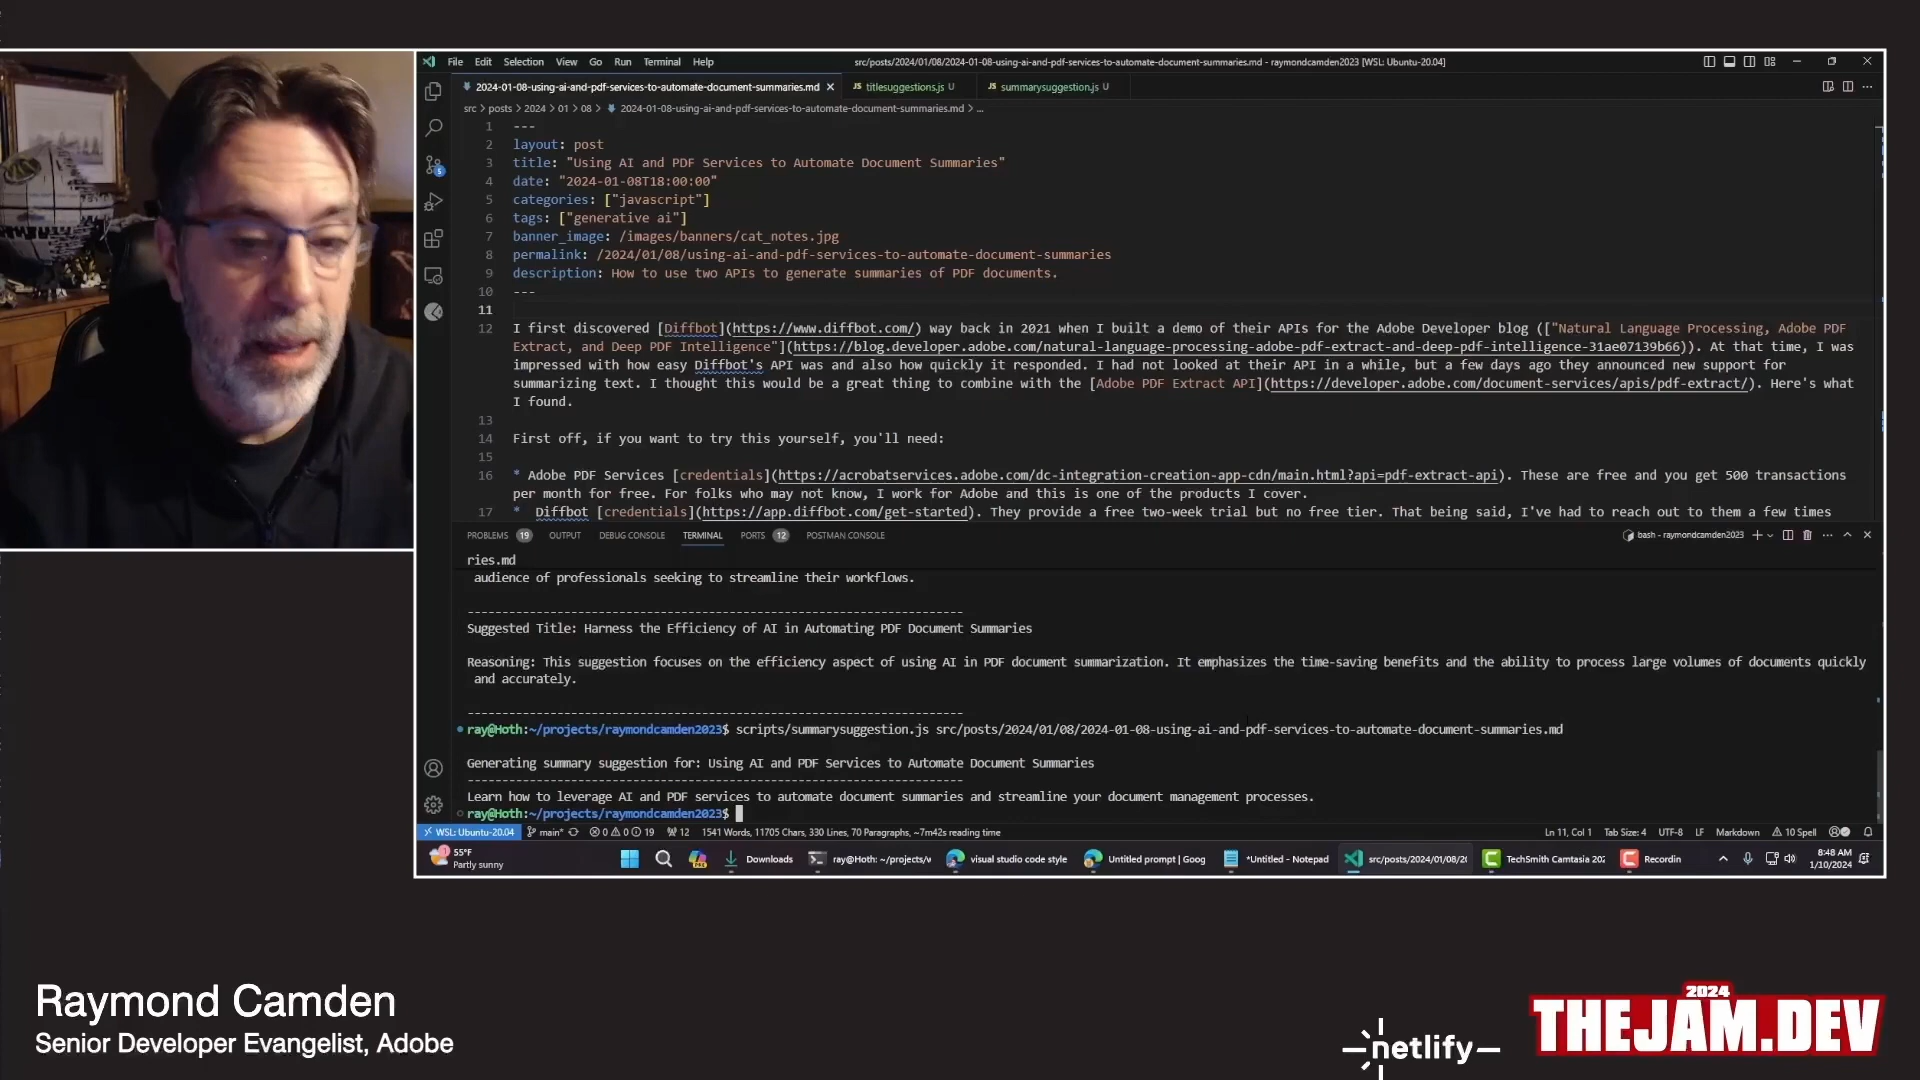 File Edit Selection View Go Run Terminal Help
src/posts/2024/01/08/2024-01-08-using-ai-and-pdf-services-to-automate-document-summaries.md - raymondcamden2023 [WSL: Ubuntu-20.04]
2024-01-08-using-ai-and-pdf-services-to-automate-document-summaries.md
JS titlesuggestions.js U
JS summarysuggestion.js U
src > posts > 2024 > 01 > 08 > 2024-01-08-using-ai-and-pdf-services-to-automate-document-summaries.md > ...
1 ---
2 layout: post
3 title: "Using AI and PDF Services to Automate Document Summaries"
4 date: "2024-01-08T18:00:00"
5 categories: ["javascript"]
6 tags: ["generative ai"]
7 banner_image: /images/banners/cat_notes.jpg
8 permalink: /2024/01/08/using-ai-and-pdf-services-to-automate-document-summaries
9 description: How to use two APIs to generate summaries of PDF documents.
10 ---
11
12 I first discovered [Diffbot](https://www.diffbot.com/) way back in 2021 when I built a demo of their APIs for the Adobe Developer blog (["Natural Language Processing, Adobe PDF
Extract, and Deep PDF Intelligence"](https://blog.developer.adobe.com/natural-language-processing-adobe-pdf-extract-and-deep-pdf-intelligence-31ae07139b66)). At that time, I was
impressed with how easy Diffbot's API was and also how quickly it responded. I had not looked at their API in a while, but a few days ago they announced new support for
summarizing text. I thought this would be a great thing to combine with the [Adobe PDF Extract API](https://developer.adobe.com/document-services/apis/pdf-extract/). Here's what
I found.
13
14 First off, if you want to try this yourself, you'll need:
15
16 * Adobe PDF Services [credentials](https://acrobatservices.adobe.com/dc-integration-creation-app-cdn/main.html?api=pdf-extract-api). These are free and you get 500 transactions
per month for free. For folks who may not know, I work for Adobe and this is one of the products I cover.
17 * Diffbot [credentials](https://app.diffbot.com/get-started). They provide a free two-week trial but no free tier. That being said, I've had to reach out to them a few times
PROBLEMS 19 OUTPUT DEBUG CONSOLE TERMINAL PORTS 12 POSTMAN CONSOLE
bash - raymondcamden2023
ries.md
audience of professionals seeking to streamline their workflows.
----------------------------------------------------------------------
Suggested Title: Harness the Efficiency of AI in Automating PDF Document Summaries
Reasoning: This suggestion focuses on the efficiency aspect of using AI in PDF document summarization. It emphasizes the time-saving benefits and the ability to process large volumes of documents quickly
and accurately.
----------------------------------------------------------------------
ray@Hoth:~/projects/raymondcamden2023$ scripts/summarysuggestion.js src/posts/2024/01/08/2024-01-08-using-ai-and-pdf-services-to-automate-document-summaries.md
Generating summary suggestion for: Using AI and PDF Services to Automate Document Summaries
----------------------------------------------------------------------
Learn how to leverage AI and PDF services to automate document summaries and streamline your document management processes.
ray@Hoth:~/projects/raymondcamden2023$
WSL: Ubuntu-20.04 main* 0 0 19 12 1541 Words, 11705 Chars, 330 Lines, 70 Paragraphs, ~7m42s reading time
Ln 11, Col 1 Tab Size: 4 UTF-8 LF Markdown 10 Spell
55°F
Partly sunny
Downloads
ray@Hoth: ~/projects/v
visual studio code style
Untitled prompt | Goog
*Untitled - Notepad
src/posts/2024/01/08/20
TechSmith Camtasia 202
Recordin
8:48 AM
1/10/2024
Raymond Camden
Senior Developer Evangelist, Adobe
netlify
2024
THEJAM.DEV